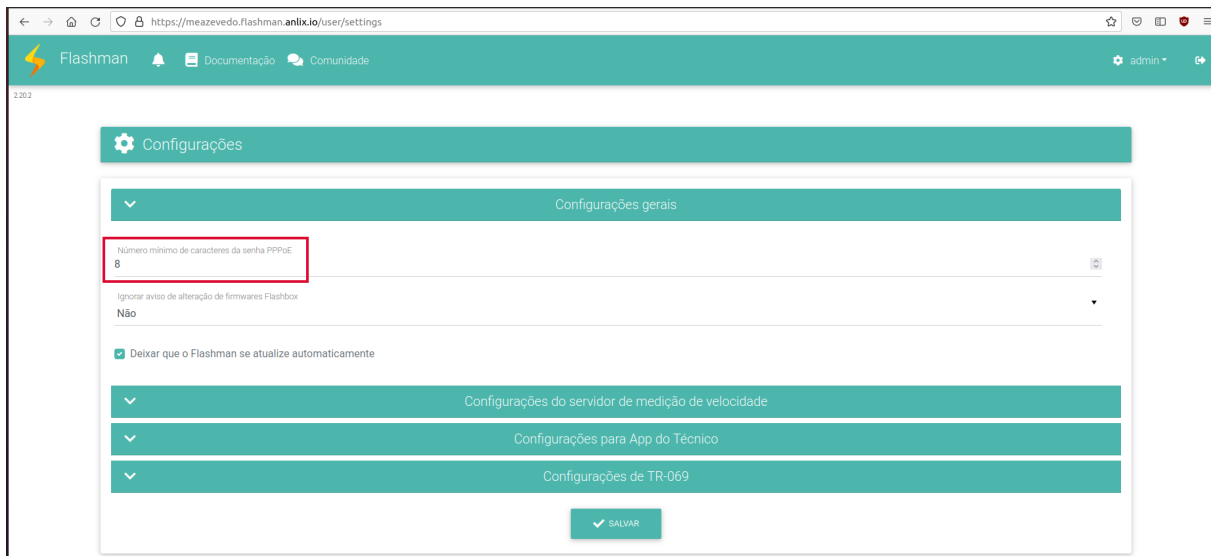 https://meazevedo.flashman.anlix.io/user/settings
Flashman Documentação Comunidade admin
2.20.2
Configurações
Configurações gerais
Número mínimo de caracteres da senha PPPoE
8
Ignorar aviso de alteração de firmwares Flashbox
Não
Deixar que o Flashman se atualize automaticamente
Configurações do servidor de medição de velocidade
Configurações para App do Técnico
Configurações de TR-069
SALVAR